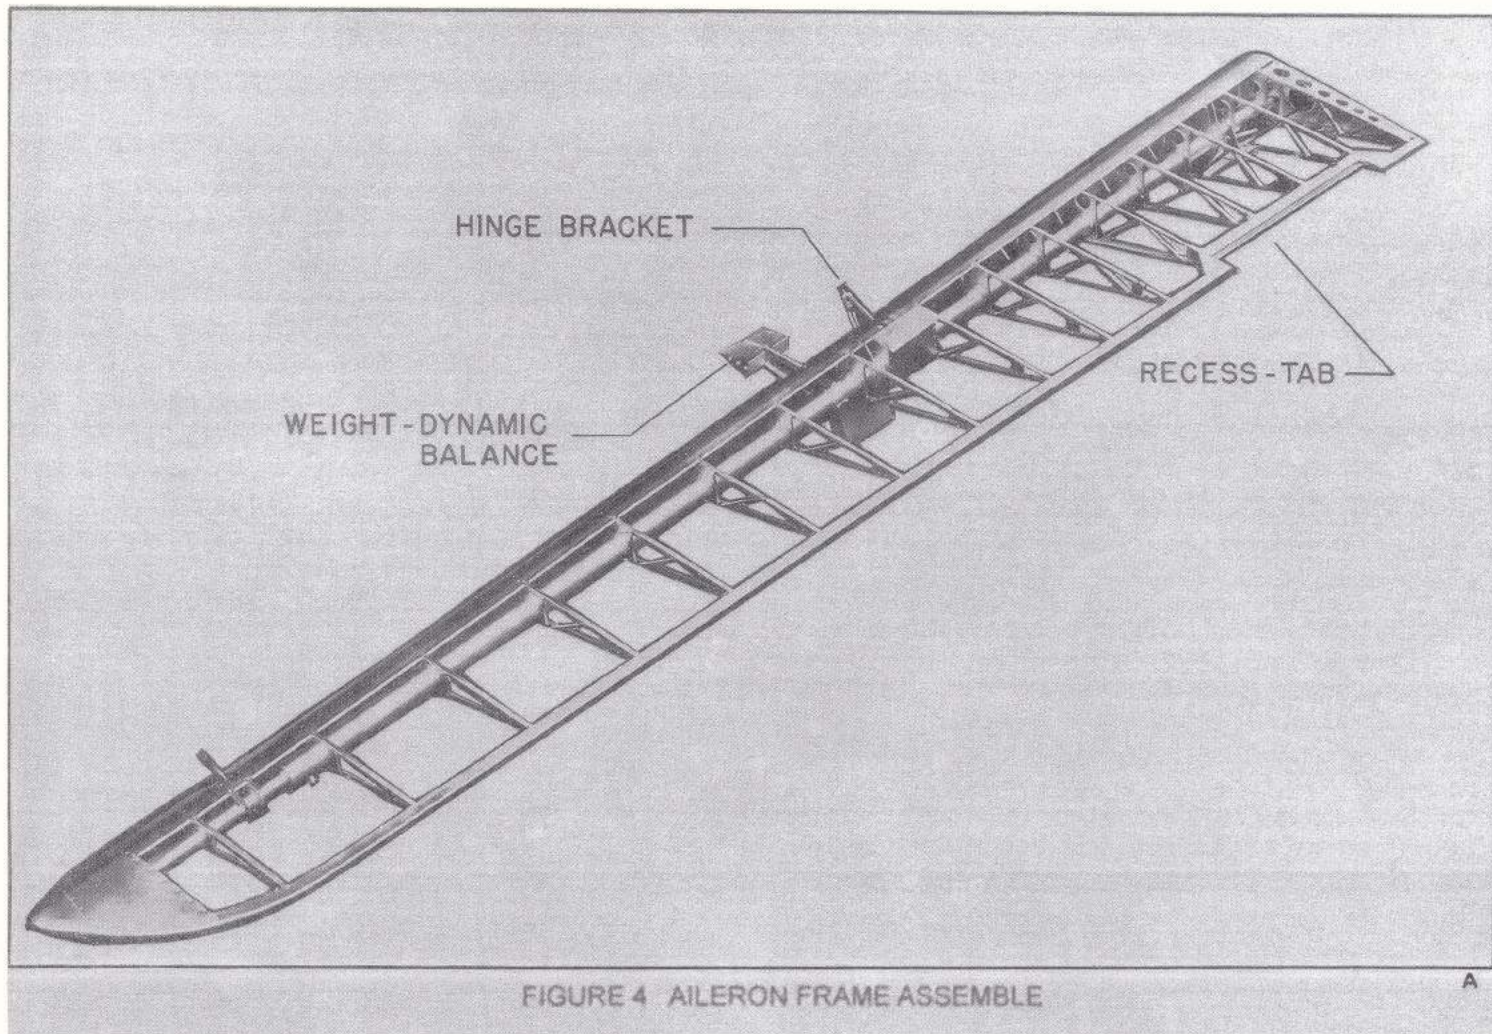 HINGE BRACKET
WEIGHT-DYNAMIC
BALANCE
RECESS-TAB
A
FIGURE 4 AILERON FRAME ASSEMBLE